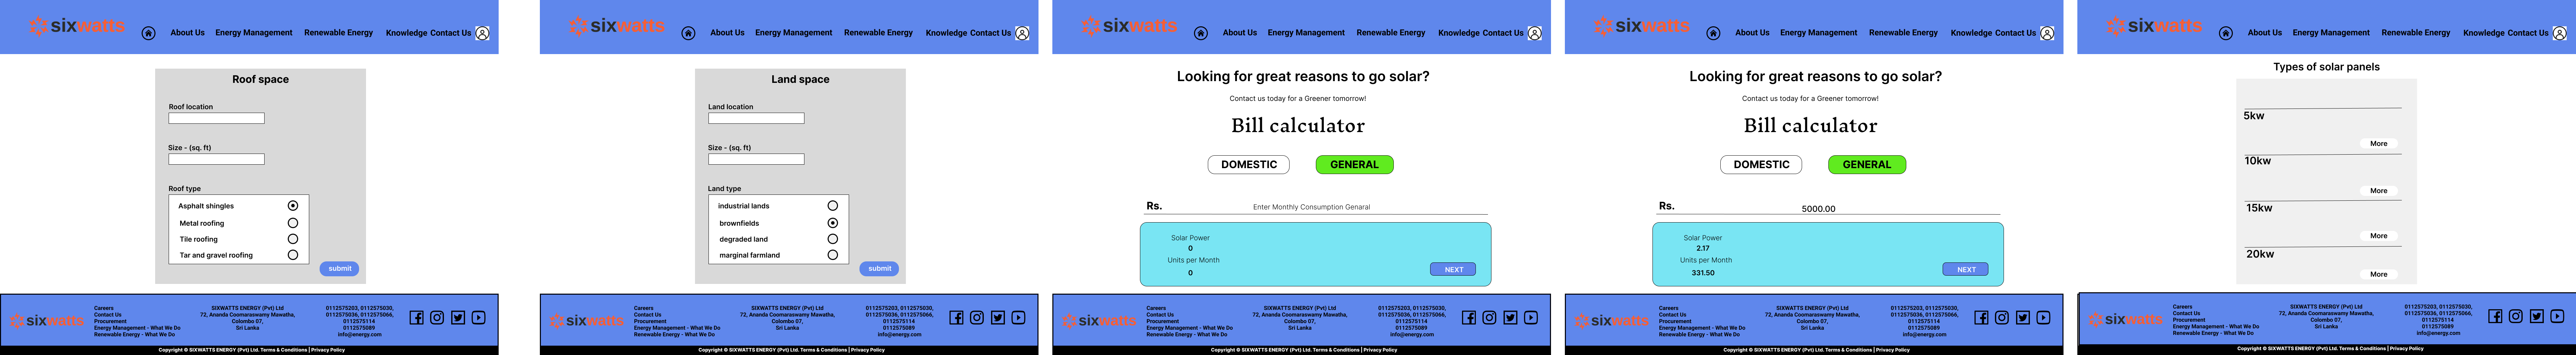 sixwatts
About Us Energy Management Renewable Energy Knowledge Contact Us
Roof space
Roof location
Size - (sq. ft)
Roof type
Asphalt shingles
Metal roofing
Tile roofing
Tar and gravel roofing
submit
sixwatts
Careers
Contact Us
Procurement
Energy Management - What We Do
Renewable Energy - What We Do
SIXWATTS ENERGY (Pvt) Ltd
72, Ananda Coomaraswamy Mawatha,
Colombo 07,
Sri Lanka
0112575203, 0112575030,
0112575036, 0112575066,
0112575114
0112575089
info@energy.com
Copyright © SIXWATTS ENERGY (Pvt) Ltd. Terms & Conditions | Privacy Policy
sixwatts
About Us Energy Management Renewable Energy Knowledge Contact Us
Land space
Land location
Size - (sq. ft)
Land type
industrial lands
brownfields
degraded land
marginal farmland
submit
sixwatts
Careers
Contact Us
Procurement
Energy Management - What We Do
Renewable Energy - What We Do
SIXWATTS ENERGY (Pvt) Ltd
72, Ananda Coomaraswamy Mawatha,
Colombo 07,
Sri Lanka
0112575203, 0112575030,
0112575036, 0112575066,
0112575114
0112575089
info@energy.com
Copyright © SIXWATTS ENERGY (Pvt) Ltd. Terms & Conditions | Privacy Policy
sixwatts
About Us Energy Management Renewable Energy Knowledge Contact Us
Looking for great reasons to go solar?
Contact us today for a Greener tomorrow!
Bill calculator
DOMESTIC GENERAL
Rs. Enter Monthly Consumption Genaral
Solar Power
0
Units per Month
0
NEXT
sixwatts
Careers
Contact Us
Procurement
Energy Management - What We Do
Renewable Energy - What We Do
SIXWATTS ENERGY (Pvt) Ltd
72, Ananda Coomaraswamy Mawatha,
Colombo 07,
Sri Lanka
0112575203, 0112575030,
0112575036, 0112575066,
0112575114
0112575089
info@energy.com
Copyright © SIXWATTS ENERGY (Pvt) Ltd. Terms & Conditions | Privacy Policy
sixwatts
About Us Energy Management Renewable Energy Knowledge Contact Us
Looking for great reasons to go solar?
Contact us today for a Greener tomorrow!
Bill calculator
DOMESTIC GENERAL
Rs. 5000.00
Solar Power
2.17
Units per Month
331.50
NEXT
sixwatts
Careers
Contact Us
Procurement
Energy Management - What We Do
Renewable Energy - What We Do
SIXWATTS ENERGY (Pvt) Ltd
72, Ananda Coomaraswamy Mawatha,
Colombo 07,
Sri Lanka
0112575203, 0112575030,
0112575036, 0112575066,
0112575114
0112575089
info@energy.com
Copyright © SIXWATTS ENERGY (Pvt) Ltd. Terms & Conditions | Privacy Policy
sixwatts
About Us Energy Management Renewable Energy Knowledge Contact Us
Types of solar panels
5kw
More
10kw
More
15kw
More
20kw
More
sixwatts
Careers
Contact Us
Procurement
Energy Management - What We Do
Renewable Energy - What We Do
SIXWATTS ENERGY (Pvt) Ltd
72, Ananda Coomaraswamy Mawatha,
Colombo 07,
Sri Lanka
0112575203, 0112575030,
0112575036, 0112575066,
0112575114
0112575089
info@energy.com
Copyright © SIXWATTS ENERGY (Pvt) Ltd. Terms & Conditions | Privacy Policy